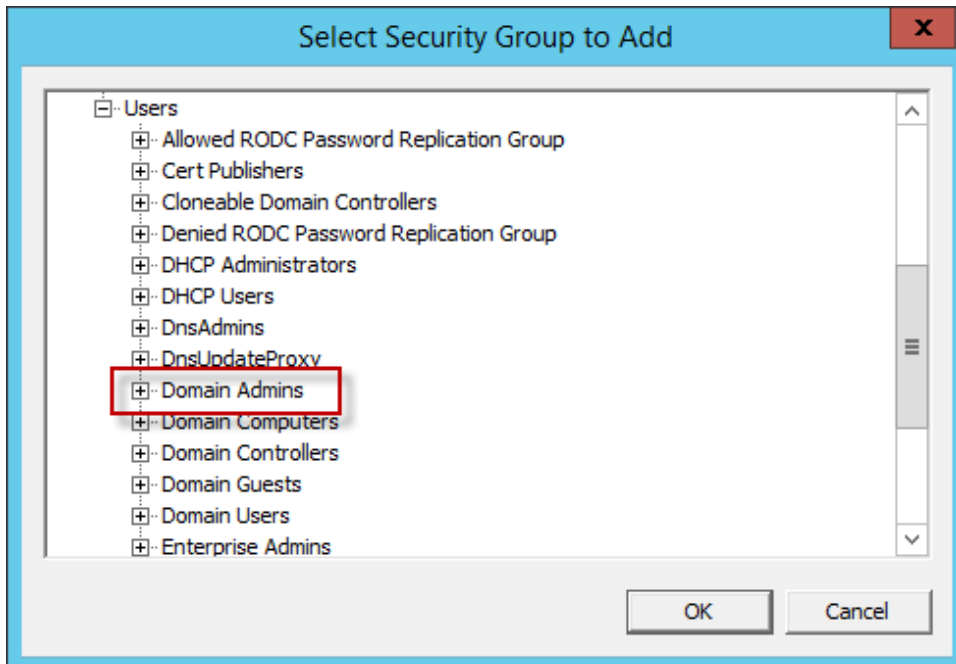 Select Security Group to Add
x
Users
Allowed RODC Password Replication Group
Cert Publishers
Cloneable Domain Controllers
Denied RODC Password Replication Group
DHCP Administrators
DHCP Users
DnsAdmins
DnsUpdateProxy
Domain Admins
Domain Computers
Domain Controllers
Domain Guests
Domain Users
Enterprise Admins
OK Cancel